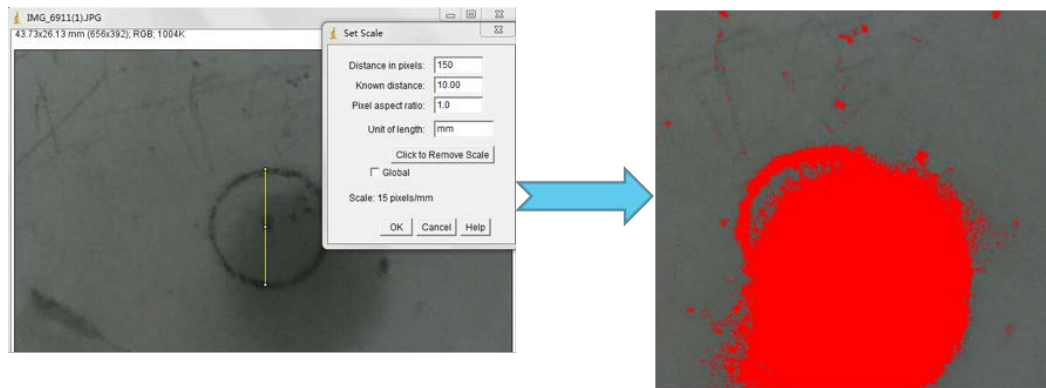 IMG_6911(1).JPG
43.73x26.13 mm (656x392); RGB; 1004K
Set Scale
Distance in pixels: 150
Known distance: 10.00
Pixel aspect ratio: 1.0
Unit of length: mm
Click to Remove Scale
Global
Scale: 15 pixels/mm
OK Cancel Help